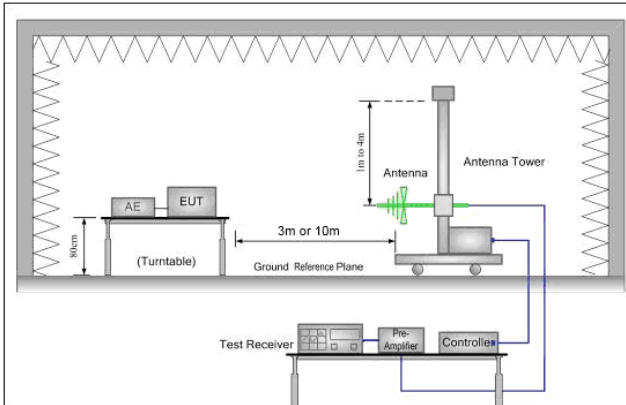 1m to 4m
Antenna
Antenna Tower
AE
EUT
80cm
(Turntable)
3m or 10m
Ground Reference Plane
Test Receiver
Pre-
Amplifier
Controlle